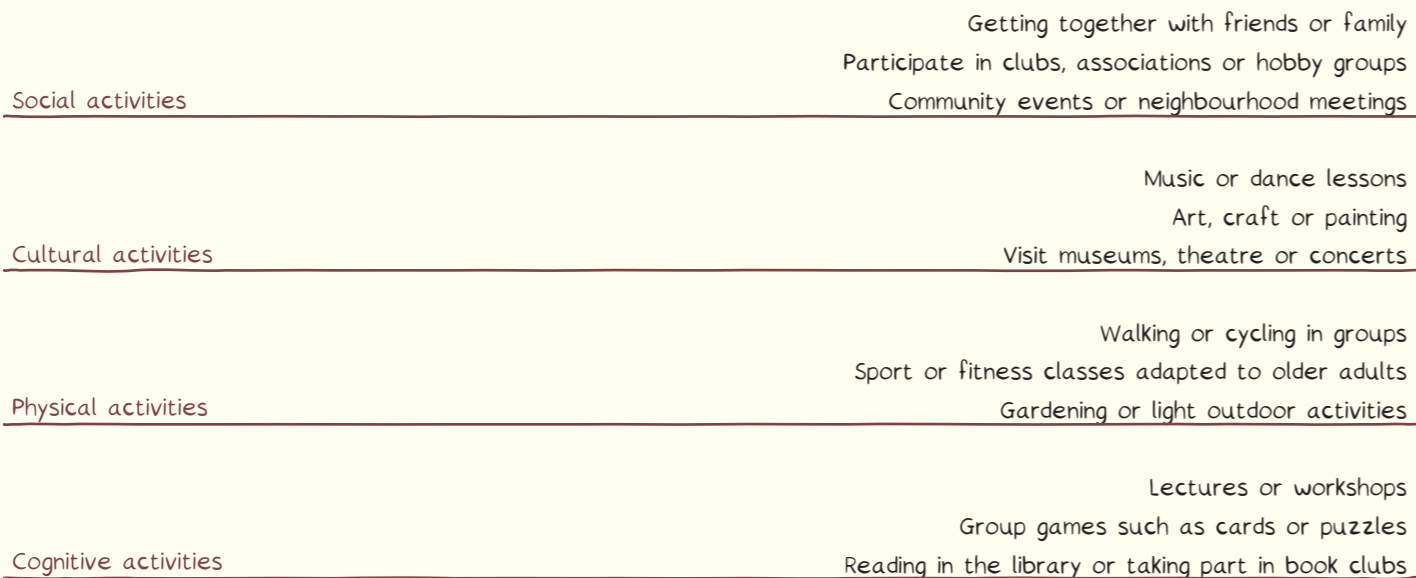 Getting together with friends or family
Participate in clubs, associations or hobby groups
Social activities
Community events or neighbourhood meetings
Music or dance lessons
Art, craft or painting
Cultural activities
Visit museums, theatre or concerts
Walking or cycling in groups
Sport or fitness classes adapted to older adults
Physical activities
Gardening or light outdoor activities
Lectures or workshops
Group games such as cards or puzzles
Cognitive activities
Reading in the library or taking part in book clubs